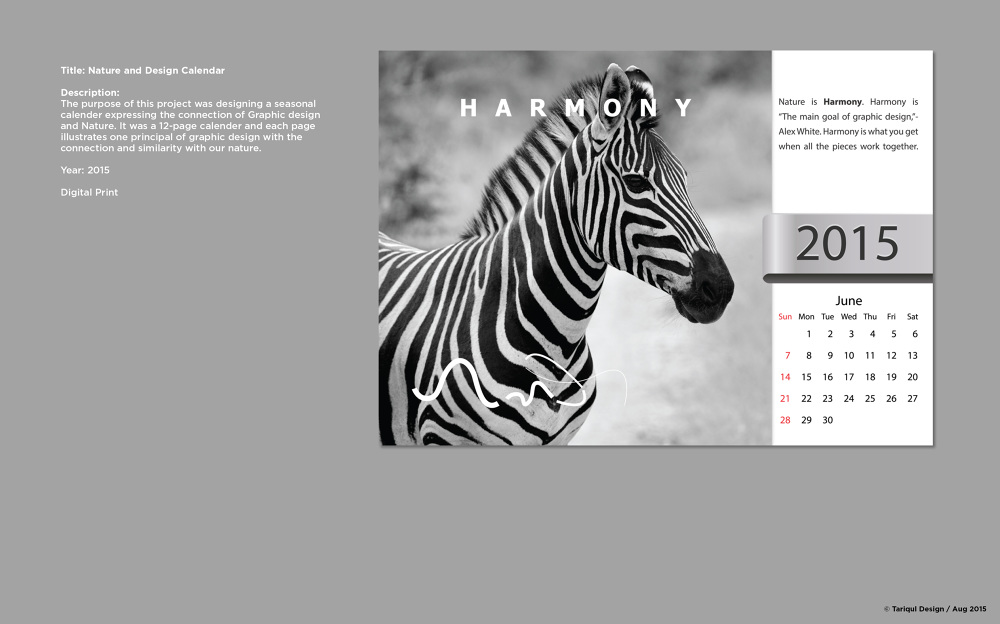 Title: Nature and Design Calendar
Description:
The purpose of this project was designing a seasonal
calender expressing the connection of Graphic design
and Nature. It was a 12-page calender and each page
illustrates one principal of graphic design with the
connection and similarity with our nature.
Year: 2015
Digital Print
HARMONY
Nature is Harmony. Harmony is
"The main goal of graphic design,"-
Alex White. Harmony is what you get
when all the pieces work together.
2015
June
Sun Mon Tue Wed Thu Fri Sat
1 2 3 4 5 6
7 8 9 10 11 12 13
14 15 16 17 18 19 20
21 22 23 24 25 26 27
28 29 30
© Tariqul Design / Aug 2015